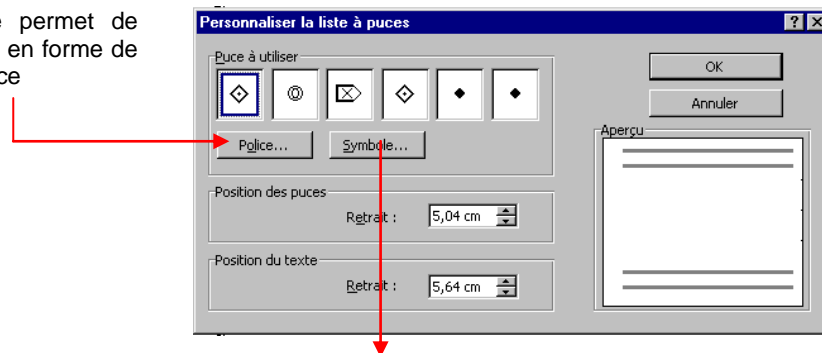 permet de
en forme de
Personnaliser la liste à puces
Puce à utiliser
Police...
Symbole...
Position des puces
Retrait :
5,04 cm
Position du texte
Retrait :
5,64 cm
OK
Annuler
Aperçu